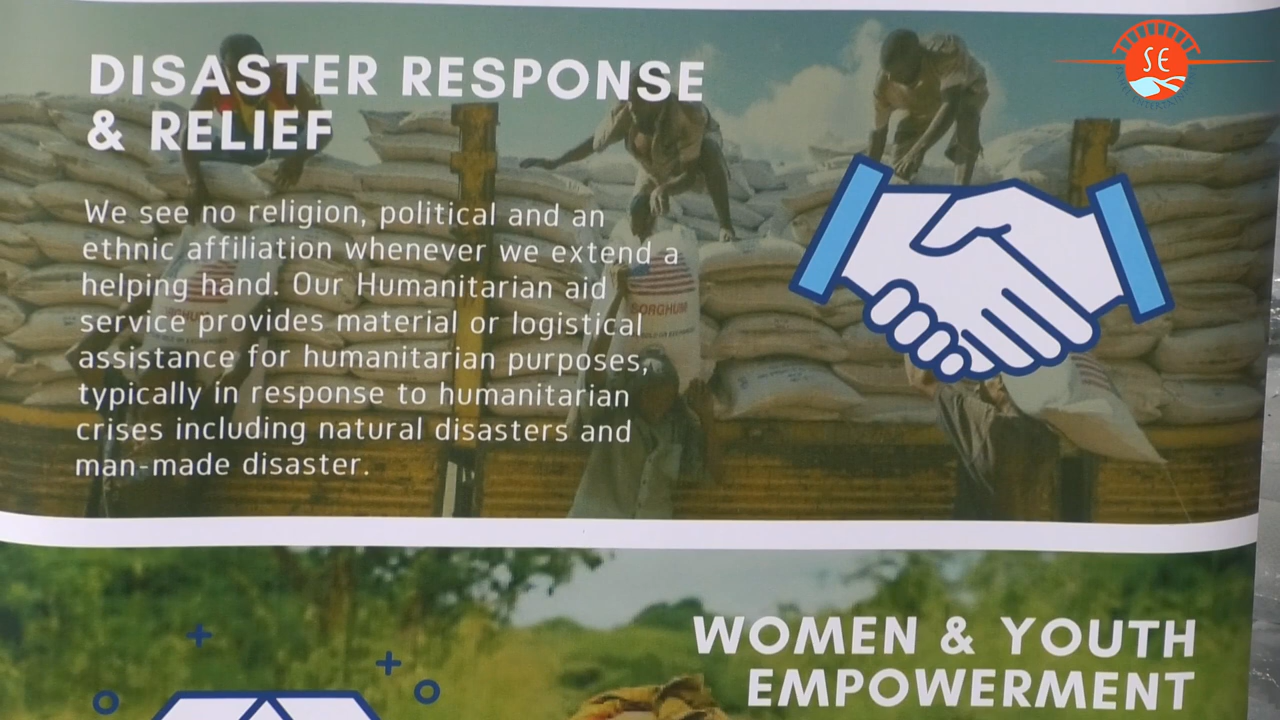 SE
DISASTER RESPONSE
& RELIEF
We see no religion, political and an
ethnic affiliation whenever we extend a
helping hand. Our Humanitarian aid
service provides material or logistical
assistance for humanitarian purposes,
typically in response to humanitarian
crises including natural disasters and
man-made disaster.
SORGHUM
WOMEN & YOUTH
EMPOWERMENT